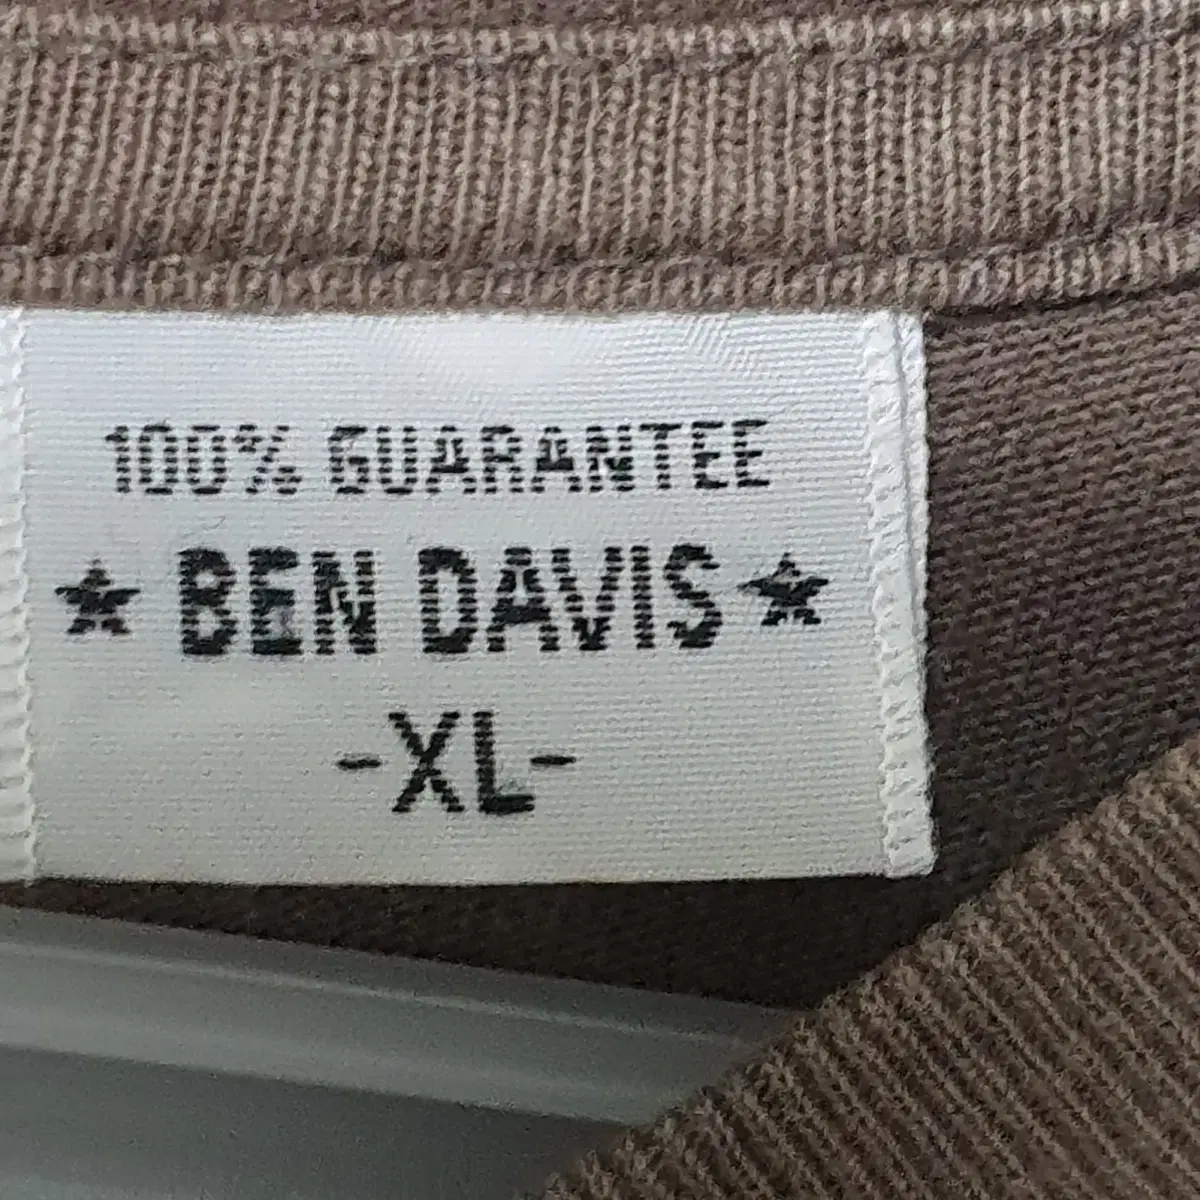 100% GUARANTEE
★ BEN DAVIS ★
-XL-